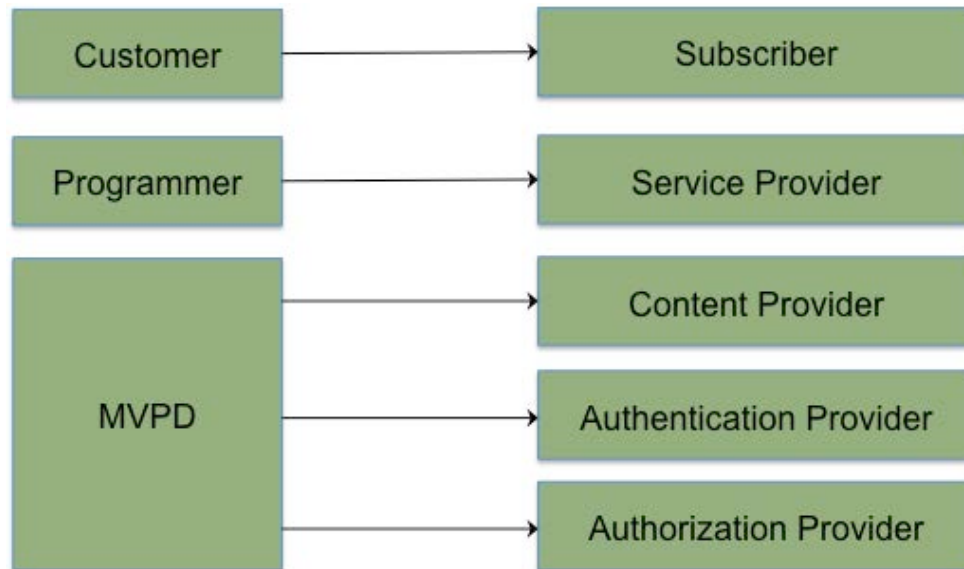 Customer
Subscriber
Programmer
Service Provider
Content Provider
MVPD
Authentication Provider
Authorization Provider